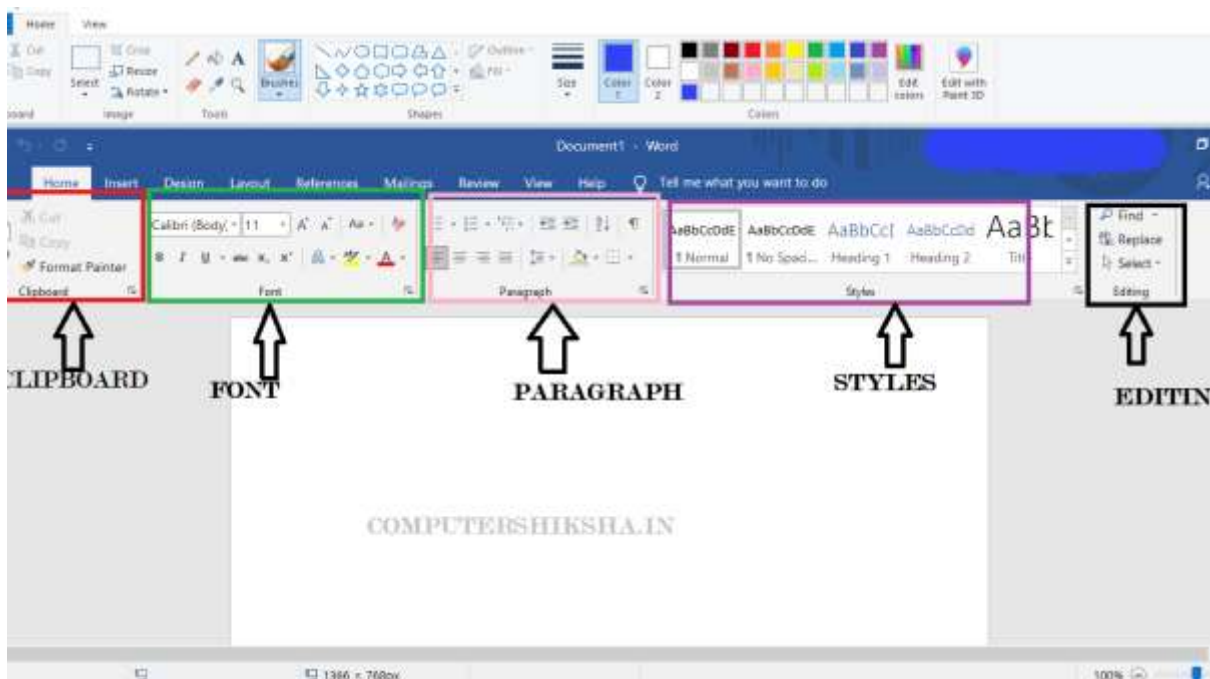 Home View
Cut Crop
Copy Select Resize Brushes Outline Size Color Color Edit Edit with
Rotate Fill 1 2 colors Paint 3D
Image Tools Shapes Colors
Document1 - Word
Home Insert Design Layout References Mailings Review View Help Tell me what you want to do
Cut
Copy
Format Painter
Calibri (Body) 11 A A Aa
B I U abc x, x' A A
AaBbCcDdE AaBbCcDdE AaBbCc( AaBbCcDd AaBb
¶ Normal ¶ No Spaci... Heading 1 Heading 2 Tit
Find
Replace
Select
Clipboard Font Paragraph Styles Editing
CLIPBOARD FONT PARAGRAPH STYLES EDITIN
COMPUTERSHIKSHA.IN
1366 × 768px 100%